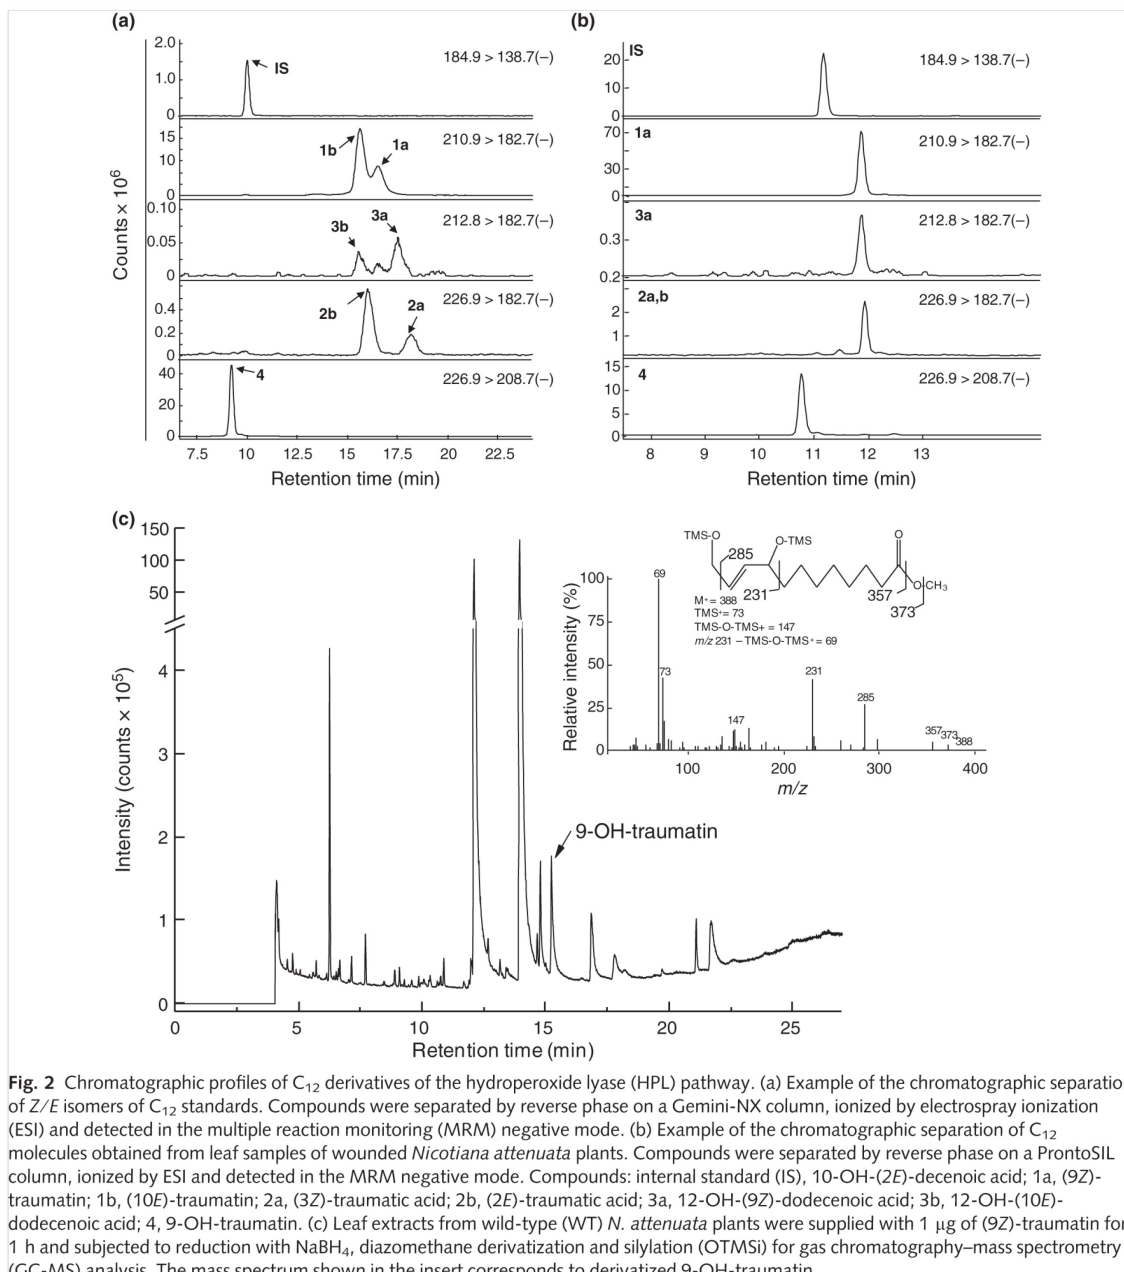 (a)
Counts × 10⁶
2.0
1.0
0
IS
184.9 > 138.7(–)
15
10
0
1b
1a
210.9 > 182.7(–)
0.10
0.05
0
3b
3a
212.8 > 182.7(–)
0.4
0.2
0
2b
2a
226.9 > 182.7(–)
40
20
0
4
226.9 > 208.7(–)
7.5 10 12.5 15 17.5 20 22.5
Retention time (min)
(b)
20
10
0
IS
184.9 > 138.7(–)
70
30
0
1a
210.9 > 182.7(–)
0.3
0.2
3a
212.8 > 182.7(–)
2
1
2a,b
226.9 > 182.7(–)
15
10
5
0
4
226.9 > 208.7(–)
8 9 10 11 12 13
Retention time (min)
(c)
Intensity (counts × 10⁵)
150
100
50
4
3
2
1
0
9-OH-traumatin
0 5 10 15 20 25
Retention time (min)
Relative intensity (%)
100
75
50
25
0
69
73
147
231
285
357
373
388
100 200 300 400
m/z
TMS-O
O-TMS
O
O-CH₃
285
231
357
373
M⁺= 388
TMS⁺= 73
TMS-O-TMS+ = 147
m/z 231 – TMS-O-TMS⁺= 69
Fig. 2 Chromatographic profiles of C₁₂ derivatives of the hydroperoxide lyase (HPL) pathway. (a) Example of the chromatographic separatio
of Z/E isomers of C₁₂ standards. Compounds were separated by reverse phase on a Gemini-NX column, ionized by electrospray ionization
(ESI) and detected in the multiple reaction monitoring (MRM) negative mode. (b) Example of the chromatographic separation of C₁₂
molecules obtained from leaf samples of wounded Nicotiana attenuata plants. Compounds were separated by reverse phase on a ProntoSIL
column, ionized by ESI and detected in the MRM negative mode. Compounds: internal standard (IS), 10-OH-(2E)-decenoic acid; 1a, (9Z)-
traumatin; 1b, (10E)-traumatin; 2a, (3Z)-traumatic acid; 2b, (2E)-traumatic acid; 3a, 12-OH-(9Z)-dodecenoic acid; 3b, 12-OH-(10E)-
dodecenoic acid; 4, 9-OH-traumatin. (c) Leaf extracts from wild-type (WT) N. attenuata plants were supplied with 1 μg of (9Z)-traumatin for
1 h and subjected to reduction with NaBH₄, diazomethane derivatization and silylation (OTMSi) for gas chromatography–mass spectrometry
(GC-MS) analysis. The mass spectrum shown in the insert corresponds to derivatized 9-OH-traumatin.